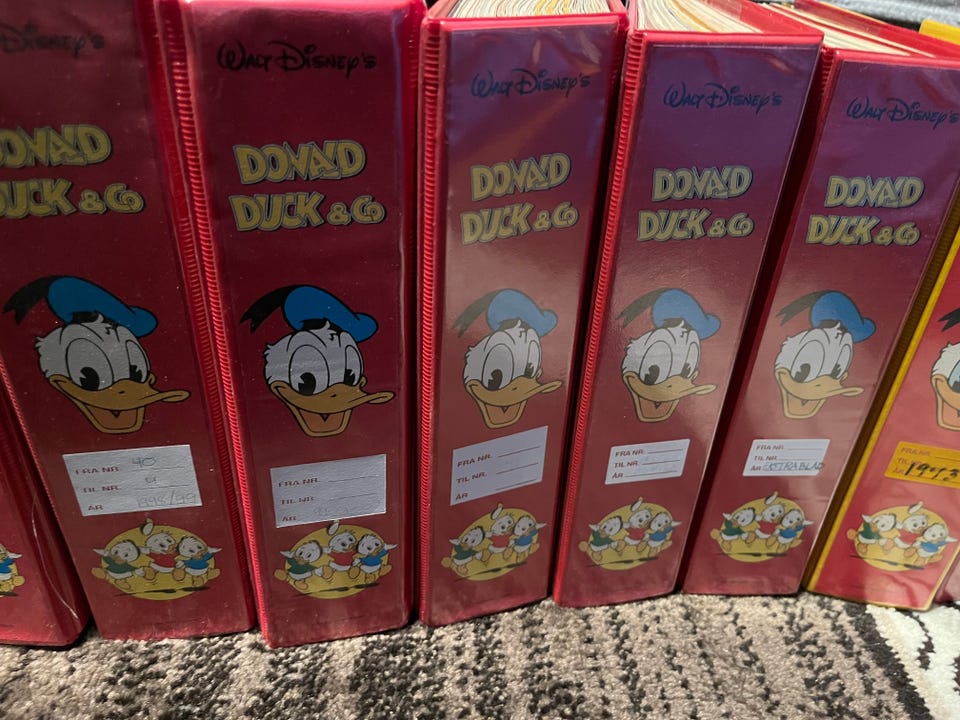 Walt Disney's
DONALD
DUCK & Co
FRA NR. 40
TIL NR.
ÅR 1998/99
Walt Disney's
DONALD
DUCK & Co
FRA NR.
TIL NR.
ÅR
Walt Disney's
DONALD
DUCK & Co
FRA NR.
TIL NR.
ÅR
Walt Disney's
DONALD
DUCK & Co
FRA NR.
TIL NR.
ÅR
Walt Disney's
DONALD
DUCK & Co
FRA NR.
TIL NR.
ÅR EKSTRABLAD
FRA NR.
TIL NR.
1973